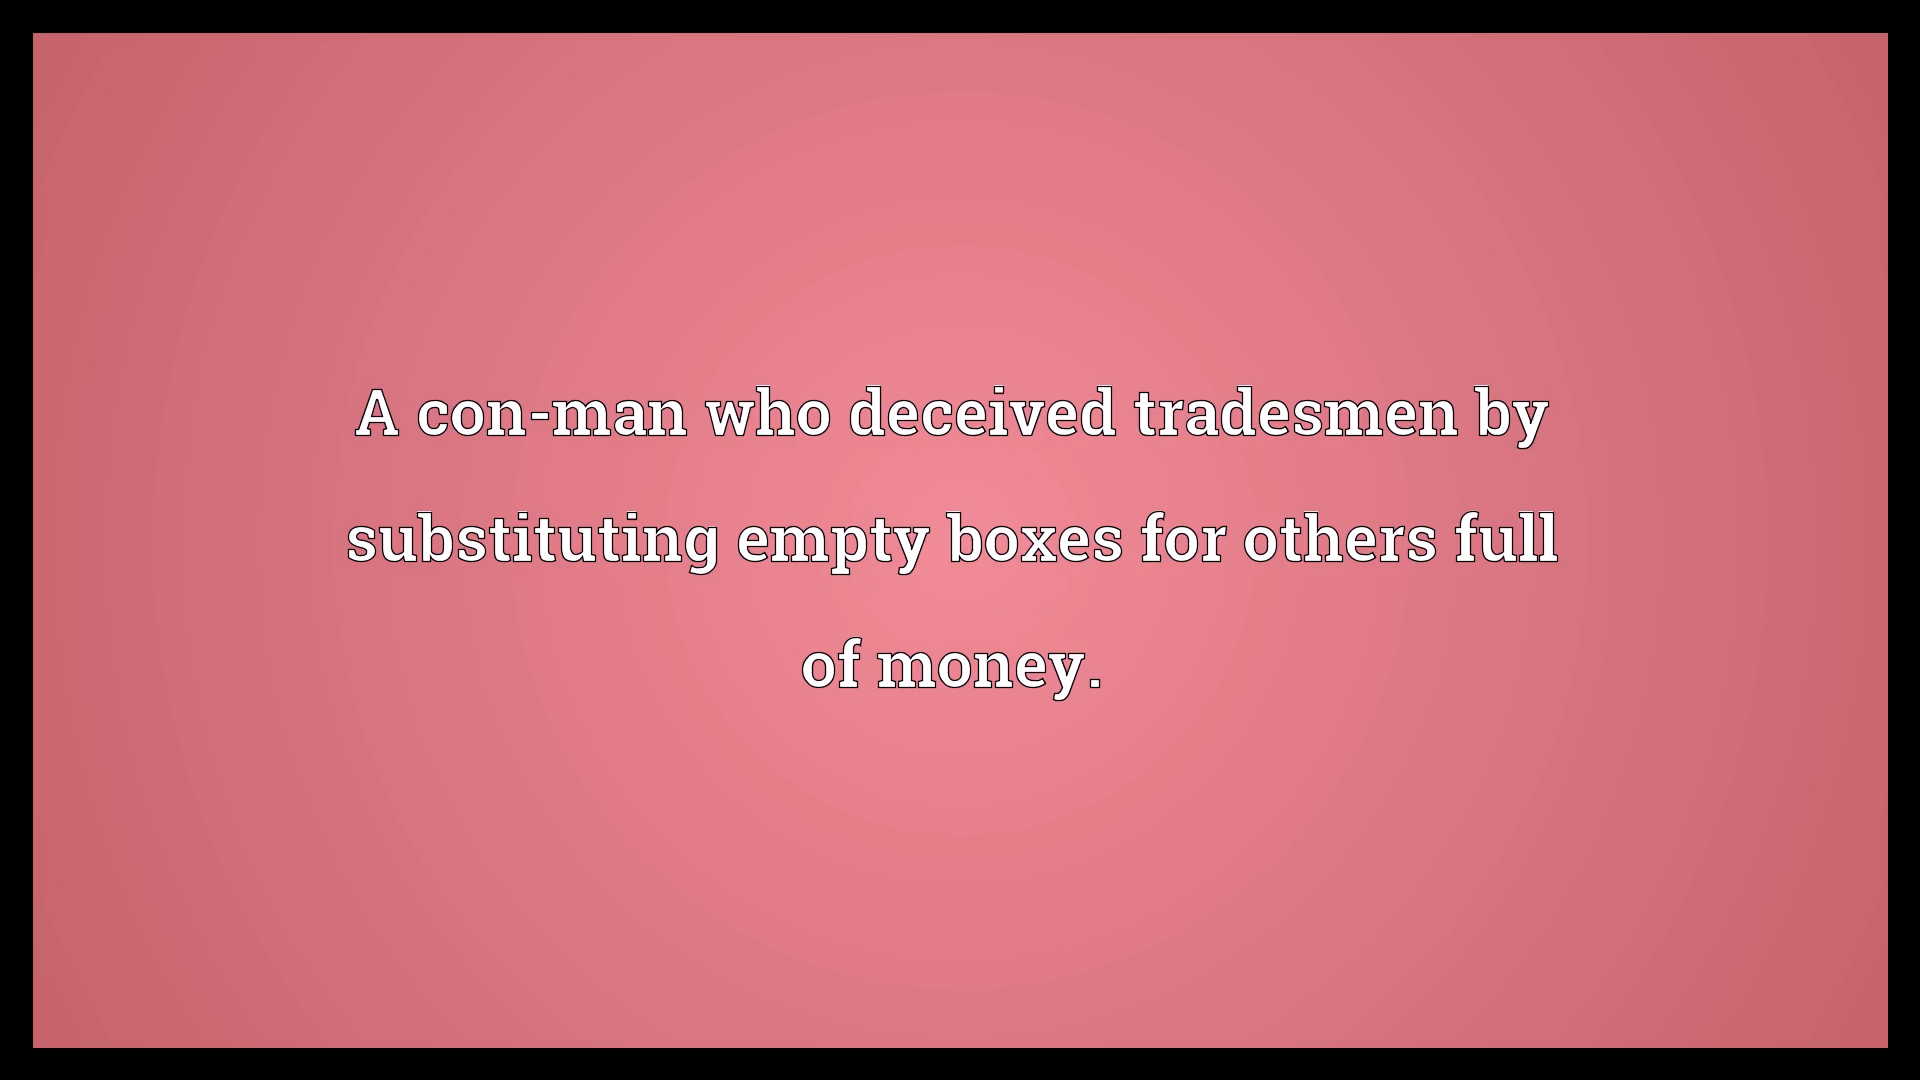 A con-man who deceived tradesmen by
substituting empty boxes for others full
of money.